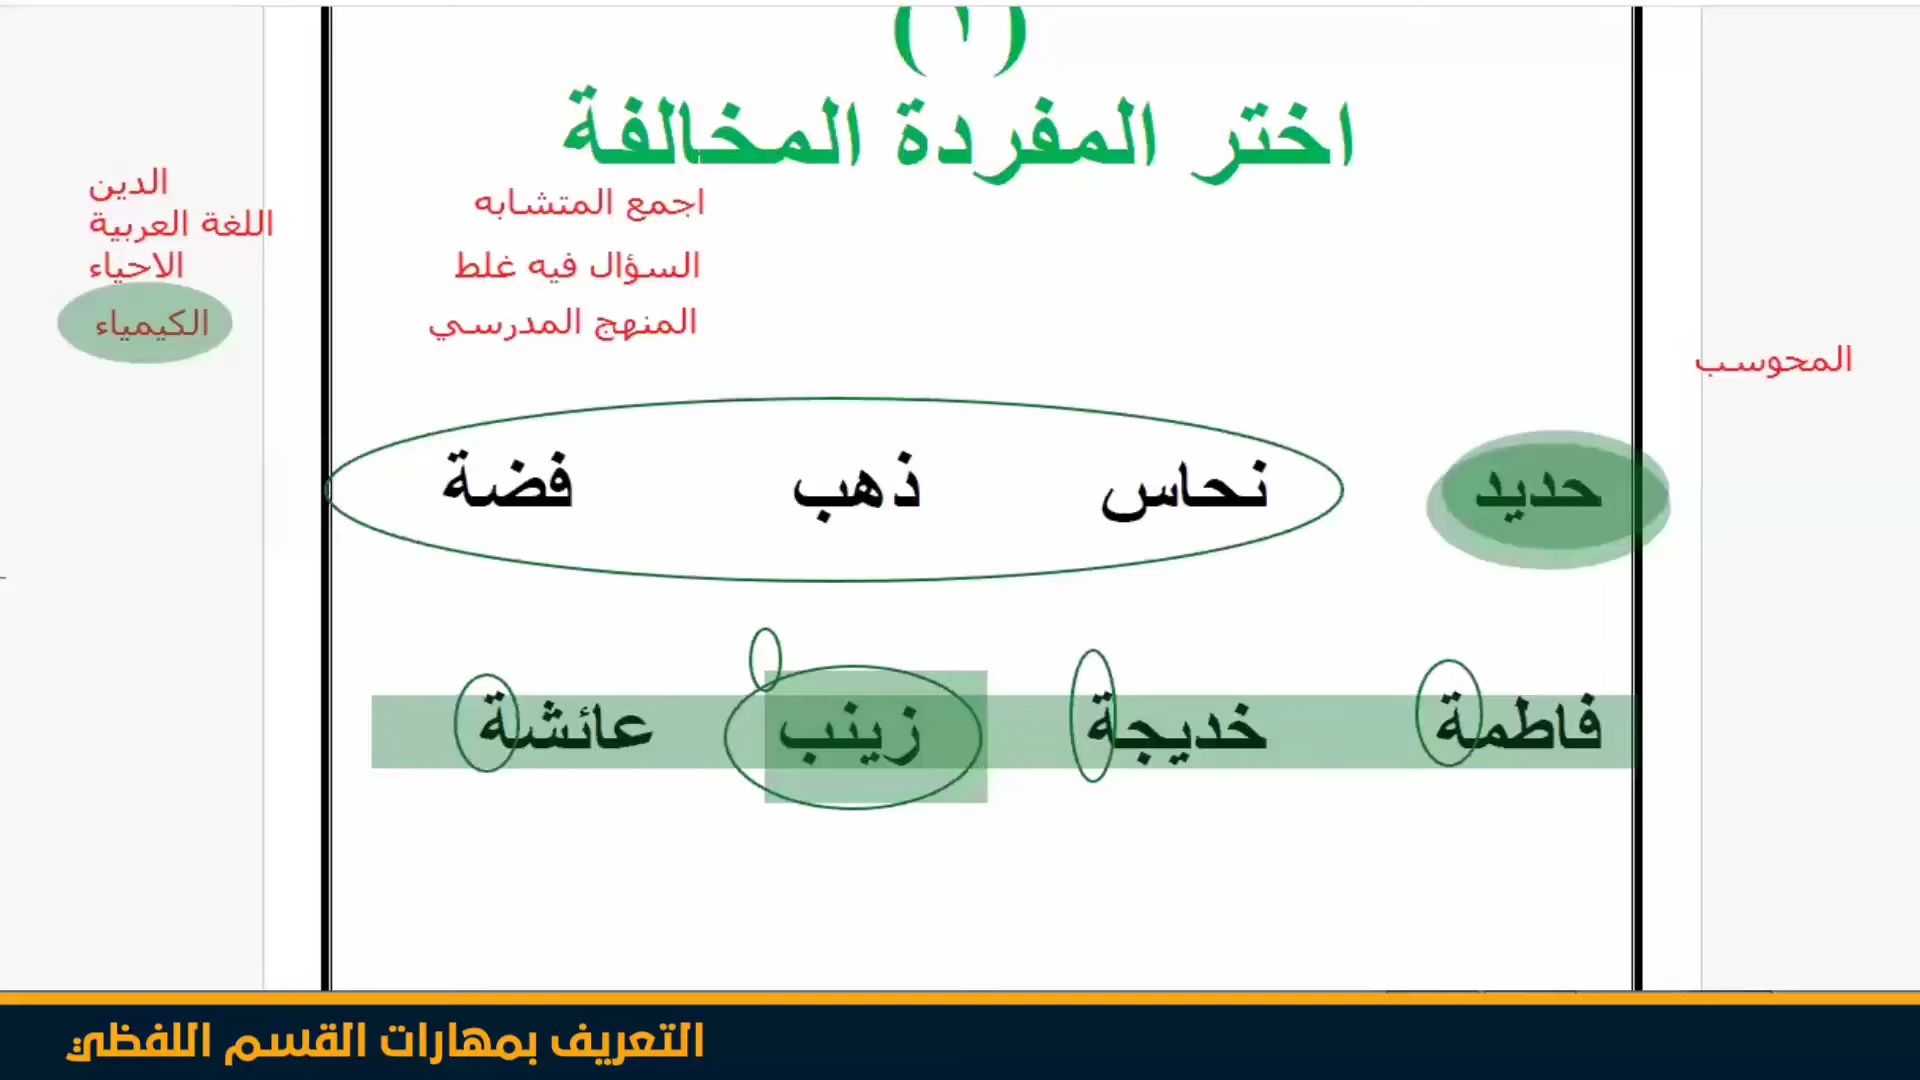 (١)
اختر المفردة المخالفة
اجمع المتشابه
السؤال فيه غلط
المنهج المدرسي
الدين
اللغة العربية
الاحياء
الكيمياء
المحوسب
حديد نحاس ذهب فضة
فاطمة خديجة زينب عائشة
التعريف بمهارات القسم اللفظي